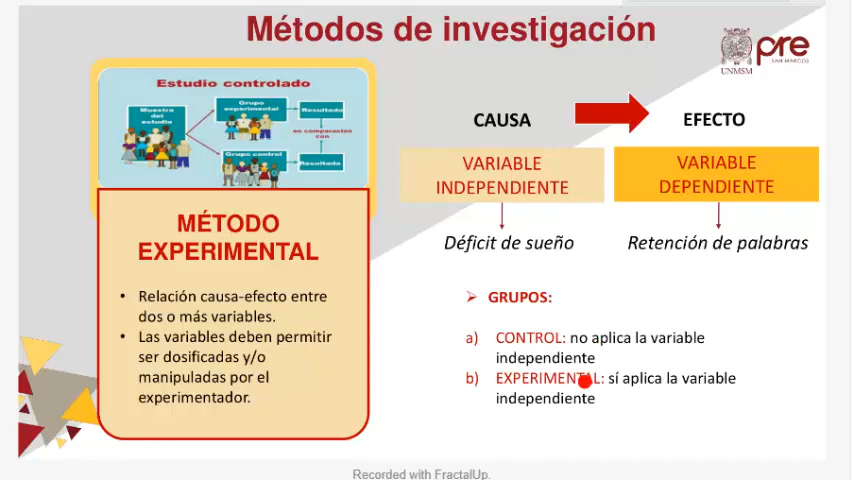 Métodos de investigación
UNMSM
pre
SAN MARCOS
Estudio controlado
Muestra
del
estudio
Grupo
experimental
Resultado
en comparación
con
Grupo control
Resultado
MÉTODO
EXPERIMENTAL
• Relación causa-efecto entre
dos o más variables.
• Las variables deben permitir
ser dosificadas y/o
manipuladas por el
experimentador.
CAUSA
EFECTO
VARIABLE
INDEPENDIENTE
VARIABLE
DEPENDIENTE
Déficit de sueño
Retención de palabras
➢ GRUPOS:
a) CONTROL: no aplica la variable
independiente
b) EXPERIMENTAL: sí aplica la variable
independiente
Recorded with FractalUp.